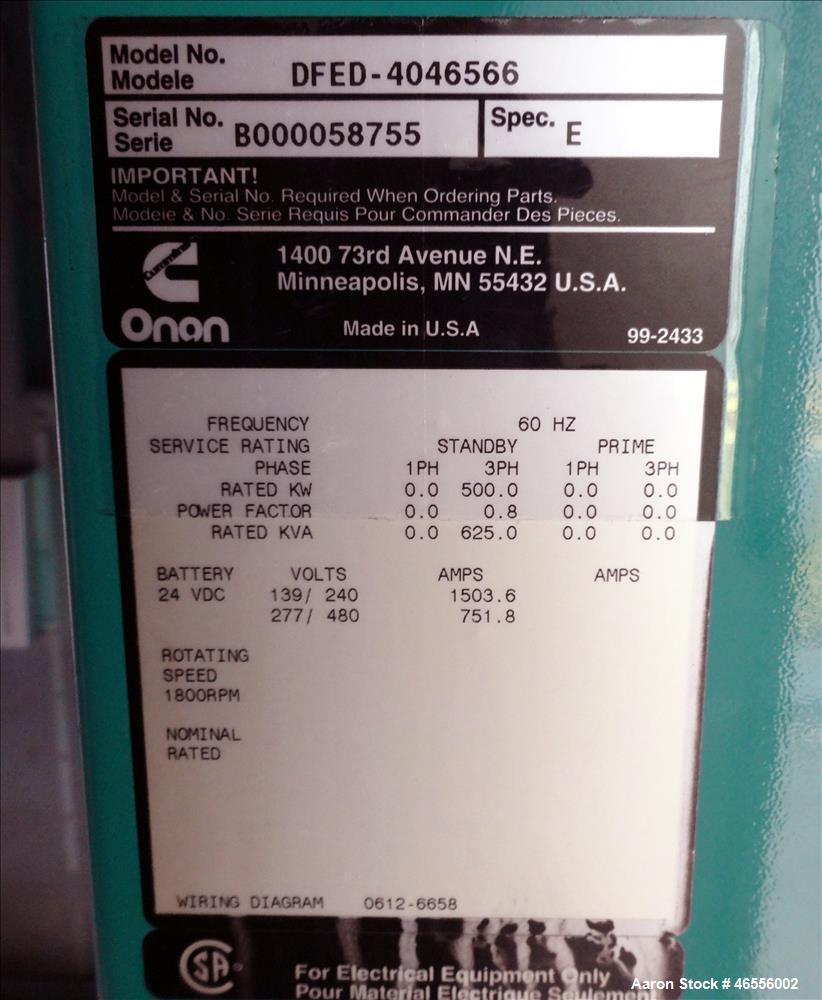 Model No.
Modele DFED-4046566
Serial No.
Serie B000058755
Spec. E
IMPORTANT!
Model & Serial No. Required When Ordering Parts.
Modele & No. Serie Requis Pour Commander Des Pieces.
Cummins
1400 73rd Avenue N.E.
Minneapolis, MN 55432 U.S.A.
Onan Made in U.S.A 99-2433
FREQUENCY 60 HZ
SERVICE RATING STANDBY PRIME
PHASE 1PH 3PH 1PH 3PH
RATED KW 0.0 500.0 0.0 0.0
POWER FACTOR 0.0 0.8 0.0 0.0
RATED KVA 0.0 625.0 0.0 0.0
BATTERY VOLTS AMPS AMPS
24 VDC 139/ 240 1503.6
277/ 480 751.8
ROTATING
SPEED
1800RPM
NOMINAL
RATED
WIRING DIAGRAM 0612-6658
SA
For Electrical Equipment Only
Pour Material Electrique Seulement
Aaron Stock # 46556002